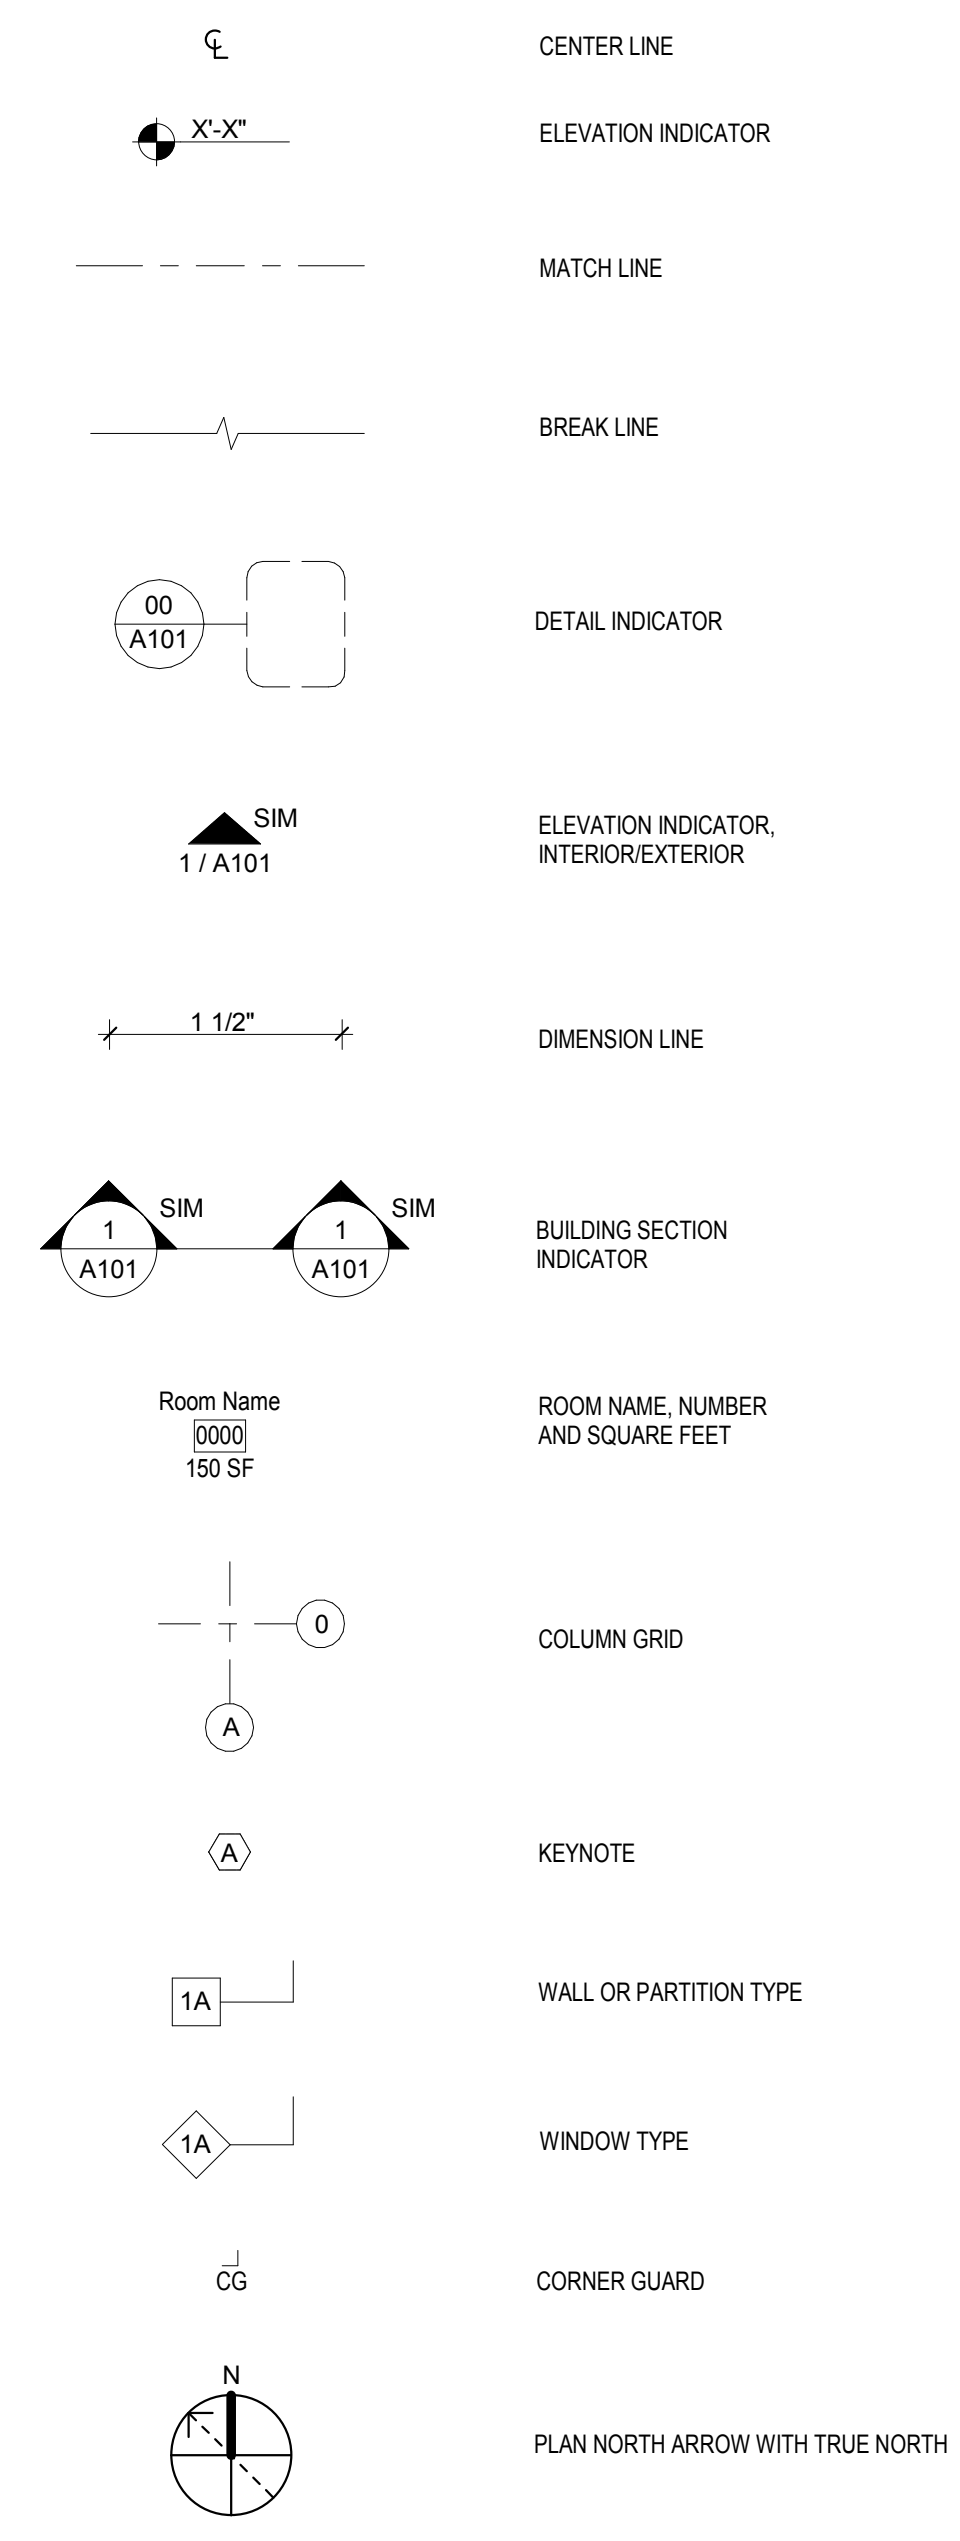 ℄ CENTER LINE
X'-X" ELEVATION INDICATOR
MATCH LINE
BREAK LINE
00
A101
DETAIL INDICATOR
SIM
1 / A101
ELEVATION INDICATOR,
INTERIOR/EXTERIOR
1 1/2"
DIMENSION LINE
SIM SIM
1 1
A101 A101
BUILDING SECTION
INDICATOR
Room Name
0000
150 SF
ROOM NAME, NUMBER
AND SQUARE FEET
0
A
COLUMN GRID
A KEYNOTE
1A WALL OR PARTITION TYPE
1A WINDOW TYPE
CG CORNER GUARD
N
PLAN NORTH ARROW WITH TRUE NORTH